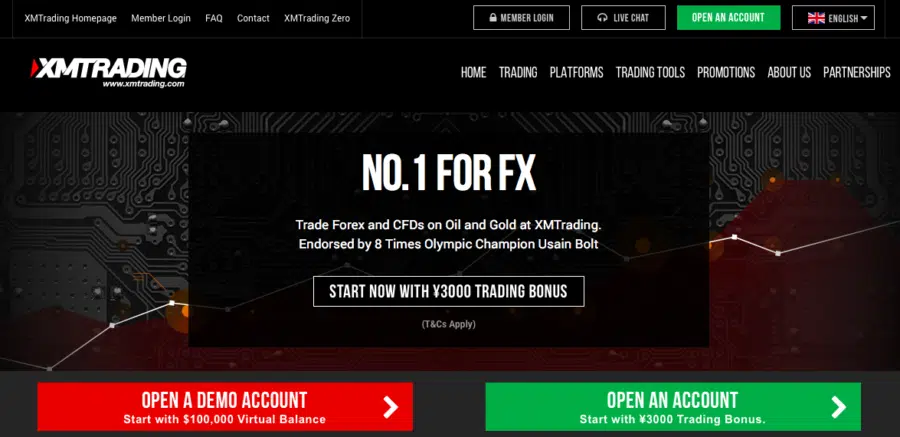 XMTrading Homepage Member Login FAQ Contact XMTrading Zero
MEMBER LOGIN LIVE CHAT OPEN AN ACCOUNT ENGLISH
XMTRADING
www.xmtrading.com
HOME TRADING PLATFORMS TRADING TOOLS PROMOTIONS ABOUT US PARTNERSHIPS
NO.1 FOR FX
Trade Forex and CFDs on Oil and Gold at XMTrading.
Endorsed by 8 Times Olympic Champion Usain Bolt
START NOW WITH ¥3000 TRADING BONUS
(T&Cs Apply)
OPEN A DEMO ACCOUNT
Start with $100,000 Virtual Balance
OPEN AN ACCOUNT
Start with ¥3000 Trading Bonus.